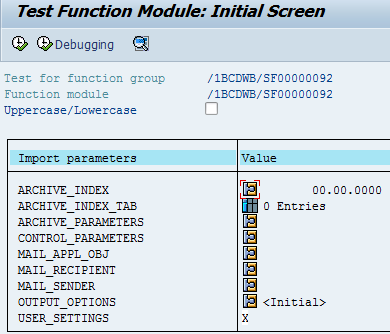 Test Function Module: Initial Screen
Debugging
Test for function group /1BCDWB/SF00000092
Function module /1BCDWB/SF00000092
Uppercase/Lowercase
Import parameters Value
ARCHIVE_INDEX 00.00.0000
ARCHIVE_INDEX_TAB 0 Entries
ARCHIVE_PARAMETERS
CONTROL_PARAMETERS
MAIL_APPL_OBJ
MAIL_RECIPIENT
MAIL_SENDER
OUTPUT_OPTIONS <Initial>
USER_SETTINGS X